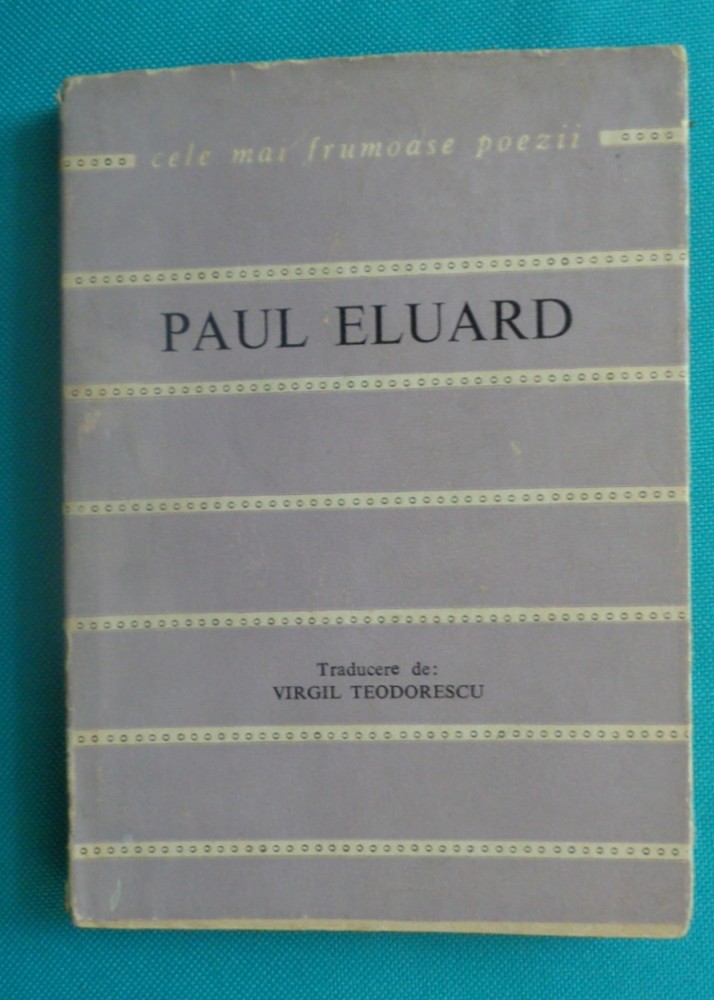 cele mai frumoase poezii
PAUL ELUARD
Traducere de:
VIRGIL TEODORESCU